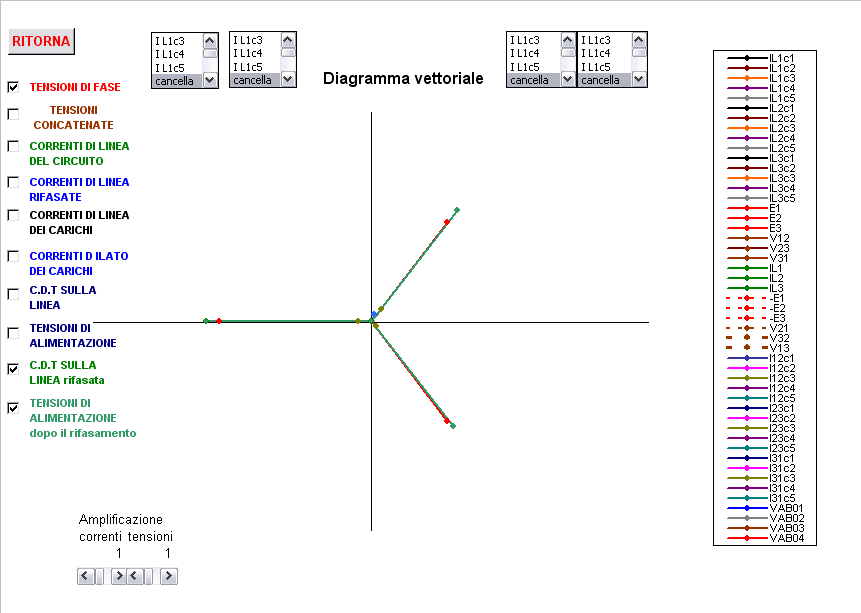 RITORNA
IL1c3
IL1c4
IL1c5
cancella
IL1c3
IL1c4
IL1c5
cancella
Diagramma vettoriale
IL1c3
IL1c4
IL1c5
cancella
IL1c3
IL1c4
IL1c5
cancella
TENSIONI DI FASE
TENSIONI
CONCATENATE
CORRENTI DI LINEA
DEL CIRCUITO
CORRENTI DI LINEA
RIFASATE
CORRENTI DI LINEA
DEI CARICHI
CORRENTI D ILATO
DEI CARICHI
C.D.T SULLA
LINEA
TENSIONI DI
ALIMENTAZIONE
C.D.T SULLA
LINEA rifasata
TENSIONI DI
ALIMENTAZIONE
dopo il rifasamento
Amplificazione
correnti tensioni
1 1
IL1c1
IL1c2
IL1c3
IL1c4
IL1c5
IL2c1
IL2c2
IL2c3
IL2c4
IL2c5
IL3c1
IL3c2
IL3c3
IL3c4
IL3c5
E1
E2
E3
V12
V23
V31
IL1
IL2
IL3
-E1
-E2
-E3
V21
V32
V13
I12c1
I12c2
I12c3
I12c4
I12c5
I23c1
I23c2
I23c3
I23c4
I23c5
I31c1
I31c2
I31c3
I31c4
I31c5
VAB01
VAB02
VAB03
VAB04